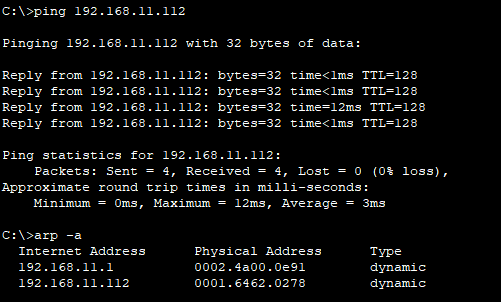 C:\>ping 192.168.11.112
Pinging 192.168.11.112 with 32 bytes of data:
Reply from 192.168.11.112: bytes=32 time<1ms TTL=128
Reply from 192.168.11.112: bytes=32 time<1ms TTL=128
Reply from 192.168.11.112: bytes=32 time=12ms TTL=128
Reply from 192.168.11.112: bytes=32 time<1ms TTL=128
Ping statistics for 192.168.11.112:
Packets: Sent = 4, Received = 4, Lost = 0 (0% loss),
Approximate round trip times in milli-seconds:
Minimum = 0ms, Maximum = 12ms, Average = 3ms
C:\>arp -a
Internet Address Physical Address Type
192.168.11.1 0002.4a00.0e91 dynamic
192.168.11.112 0001.6462.0278 dynamic